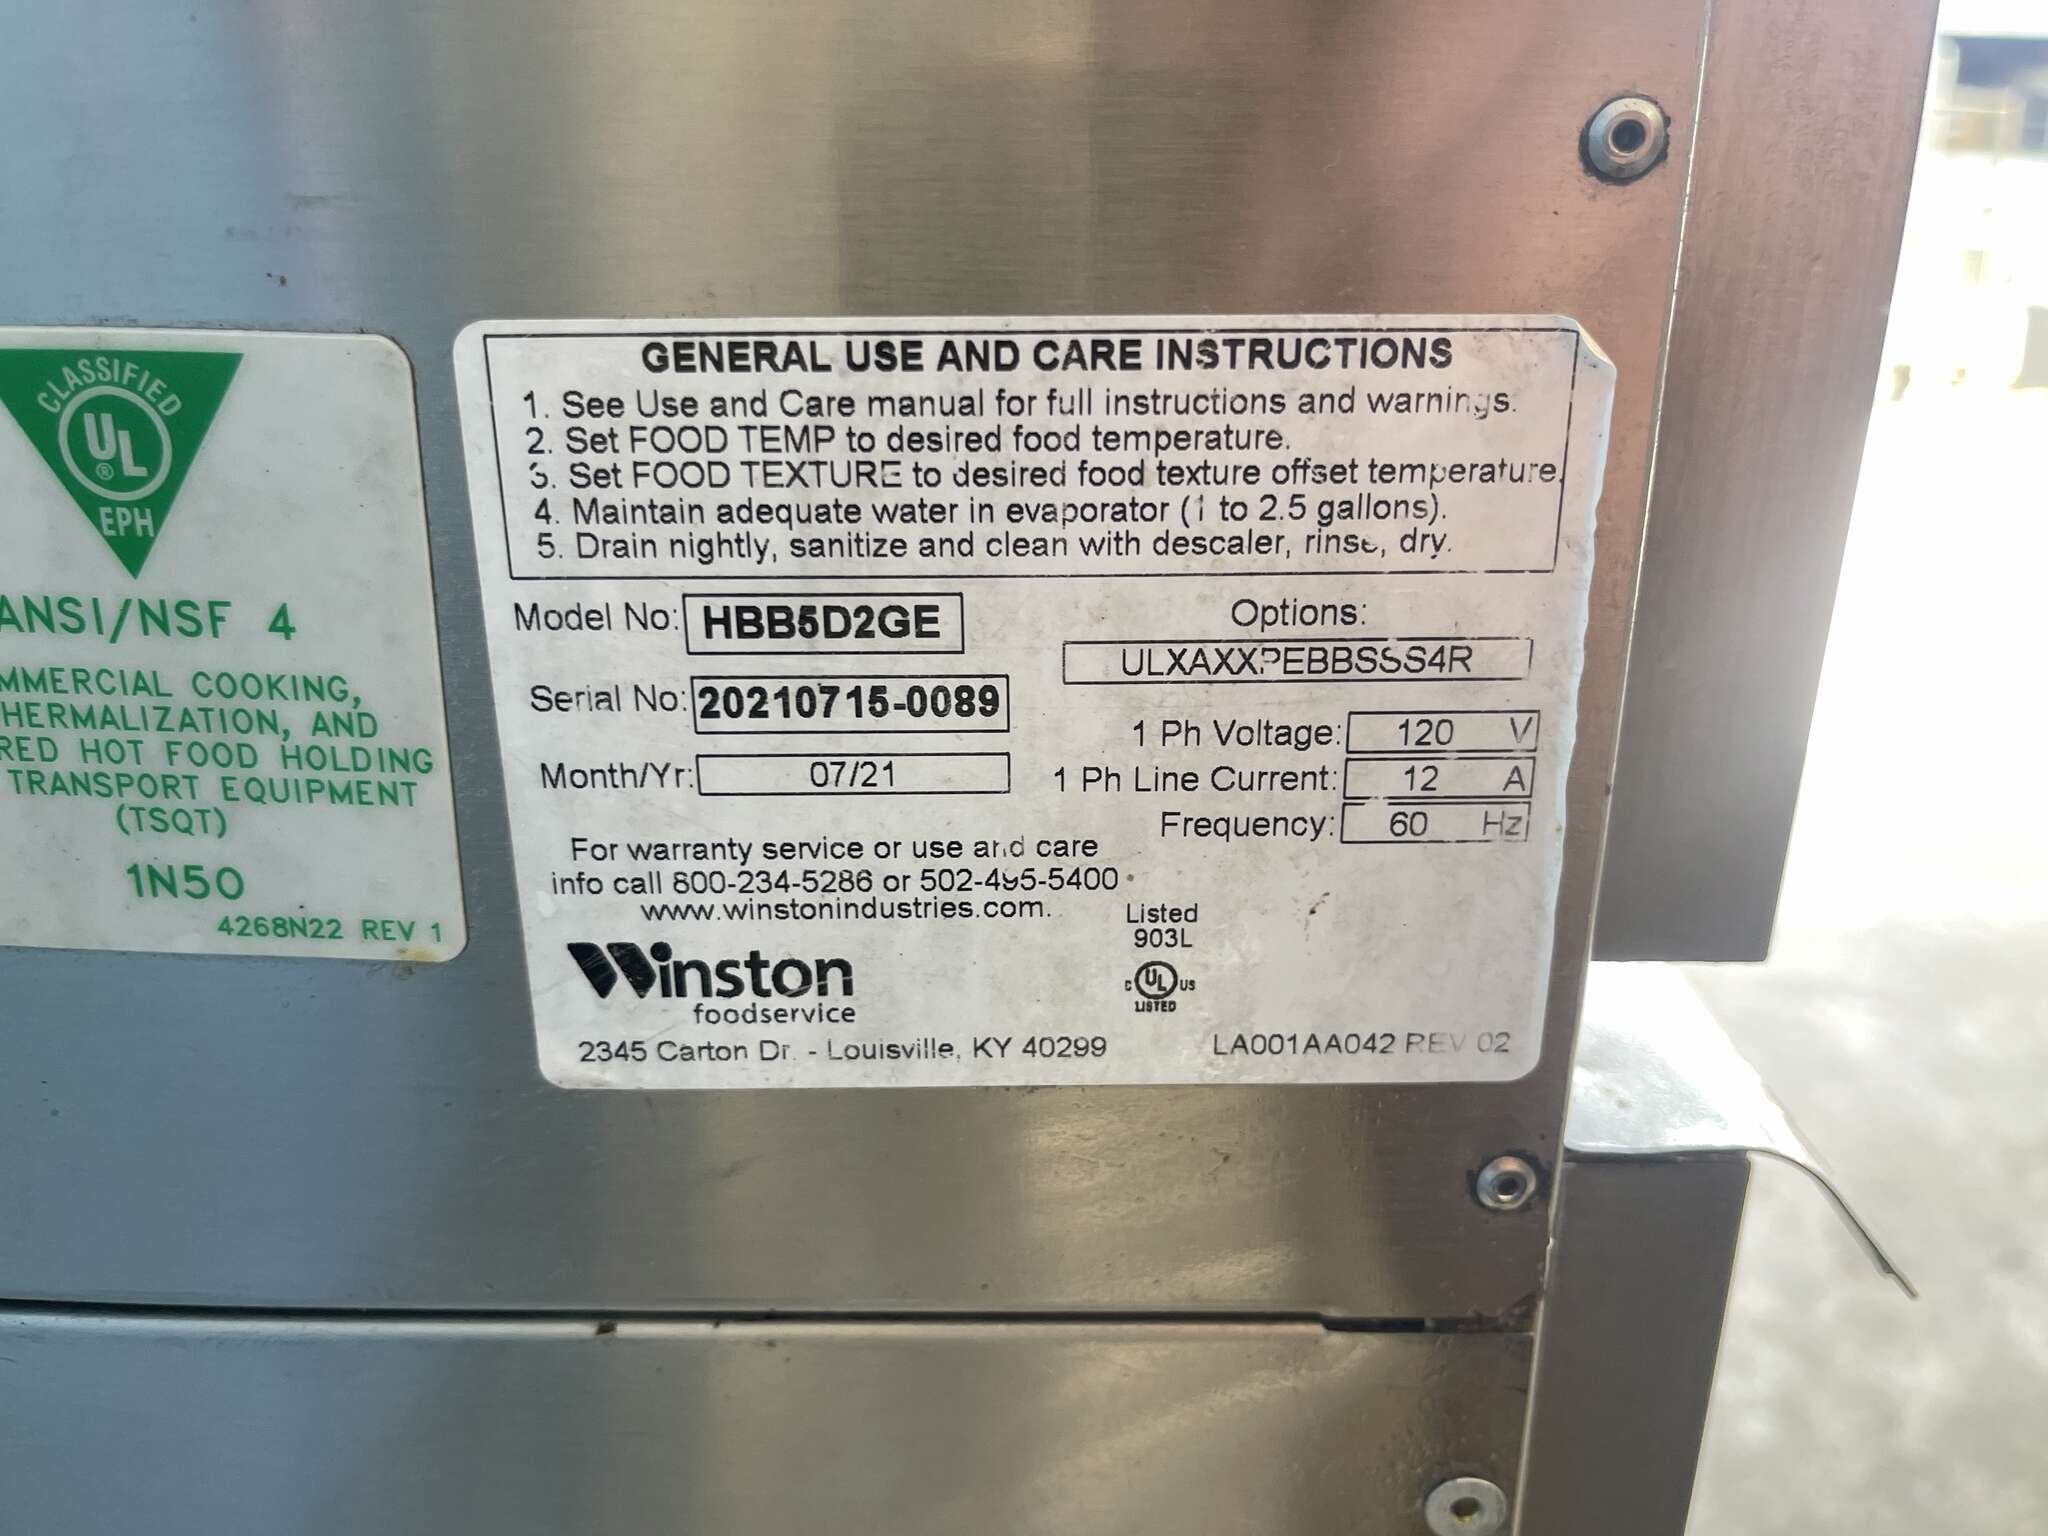 CLASSIFIED
UL
®
EPH
ANSI/NSF 4
COOKING,
AND
HOT FOOD HOLDING
TRANSPORT EQUIPMENT
(TSQT)
1N50
4268N22 REV 1
GENERAL USE AND CARE INSTRUCTIONS
1. See Use and Care manual for full instructions and warnings.
2. Set FOOD TEMP to desired food temperature.
3. Set FOOD TEXTURE to desired food texture offset temperature.
4. Maintain adequate water in evaporator (1 to 2.5 gallons).
5. Drain nightly, sanitize and clean with descaler, rinse, dry.
Model No: HBB5D2GE
Serial No: 20210715-0089
Month/Yr: 07/21
Options:
ULXAXXPEBBSSS4R
1 Ph Voltage: 120 V
1 Ph Line Current: 12 A
Frequency: 60 Hz
For warranty service or use and care
info call 800-234-5286 or 502-495-5400
www.winstonindustries.com.
Listed
903L
C UL US
LISTED
Winston
foodservice
2345 Carton Dr. - Louisville, KY 40299
LA001AA042 REV 02